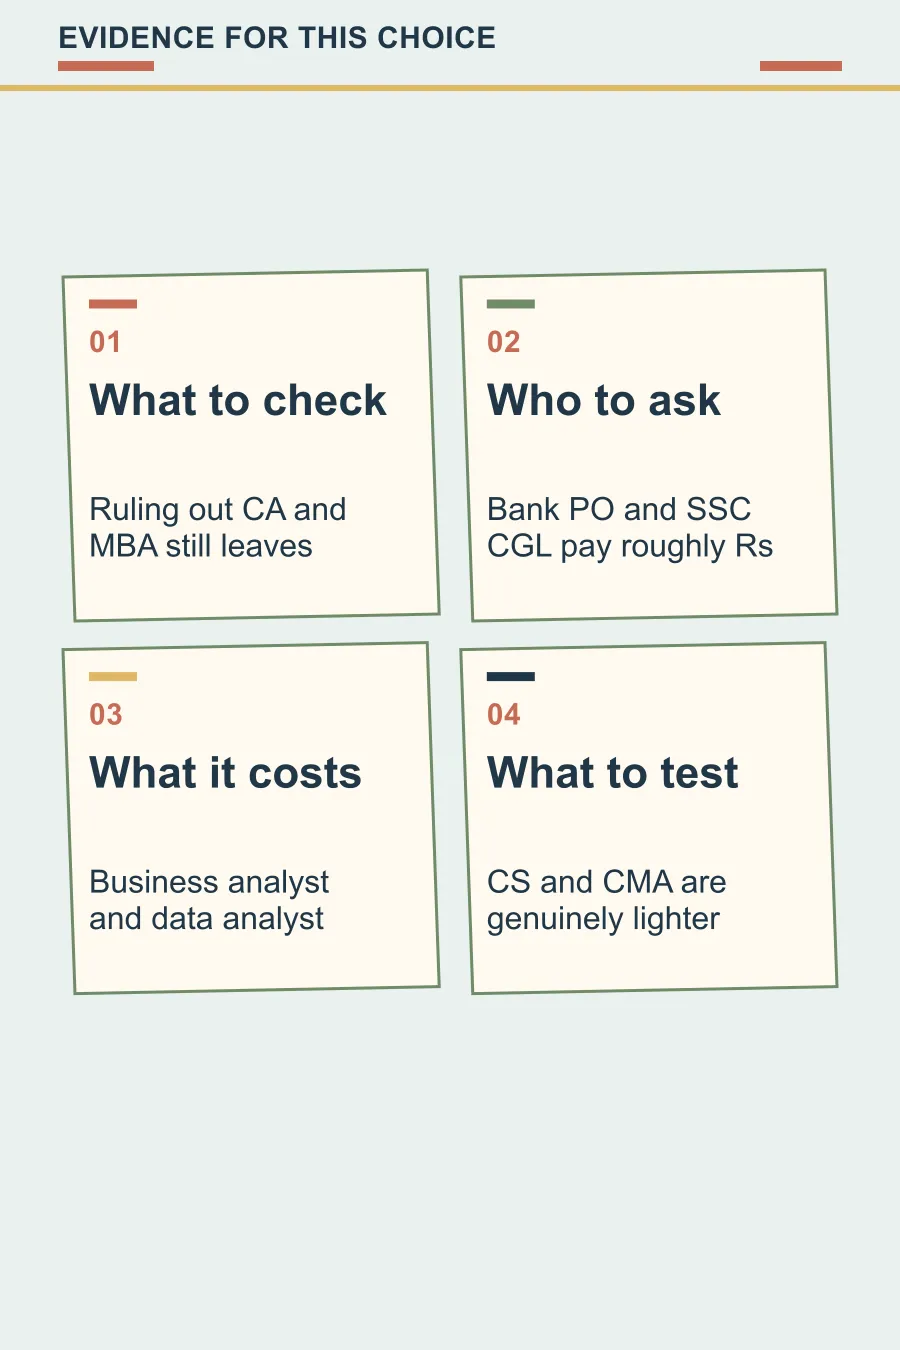 EVIDENCE FOR THIS CHOICE
01
What to check
Ruling out CA and
MBA still leaves
02
Who to ask
Bank PO and SSC
CGL pay roughly Rs
03
What it costs
Business analyst
and data analyst
04
What to test
CS and CMA are
genuinely lighter